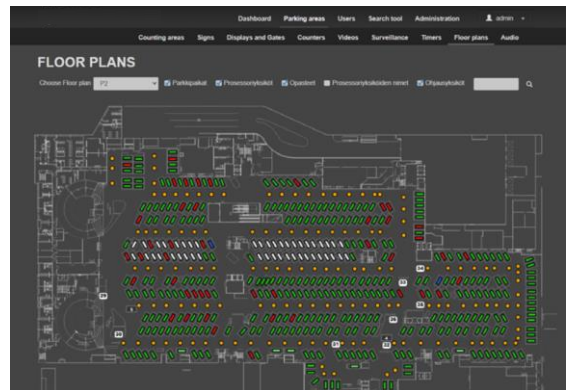 Dashboard Parking areas Users Search tool Administration admin
Counting areas Signs Displays and Gates Counters Videos Surveillance Timers Floor plans Audio
FLOOR PLANS
Choose Floor plan P2 Parkkipaikat Prosessoriyksiköt Opasteet Prosessoriyksiköiden nimet Ohjausyksiköt